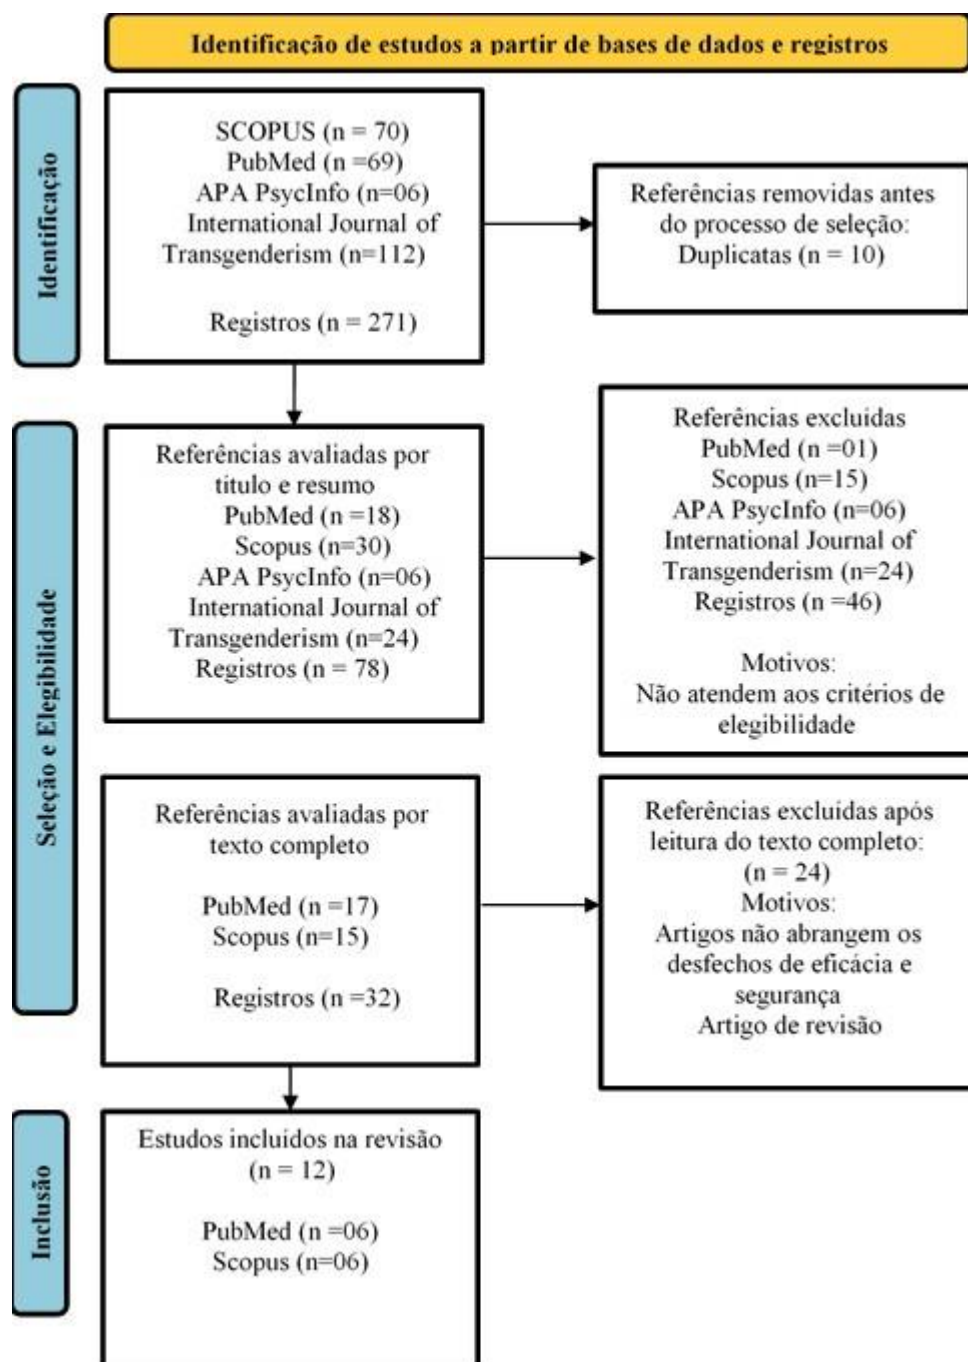 Identificação de estudos a partir de bases de dados e registros
Identificação
SCOPUS (n = 70)
PubMed (n =69)
APA PsycInfo (n=06)
International Journal of
Transgenderism (n=112)
Registros (n = 271)
Referências removidas antes
do processo de seleção:
Duplicatas (n = 10)
Seleção e Elegibilidade
Referências avaliadas por
titulo e resumo
PubMed (n =18)
Scopus (n=30)
APA PsycInfo (n=06)
International Journal of
Transgenderism (n=24)
Registros (n = 78)
Referências excluidas
PubMed (n =01)
Scopus (n=15)
APA PsycInfo (n=06)
International Journal of
Transgenderism (n=24)
Registros (n =46)
Motivos:
Não atendem aos critérios de
elegibilidade
Referências avaliadas por
texto completo
PubMed (n =17)
Scopus (n=15)
Registros (n =32)
Referências excluídas após
leitura do texto completo:
(n = 24)
Motivos:
Artigos não abrangem os
desfechos de eficácia e
segurança
Artigo de revisão
Inclusão
Estudos incluidos na revisão
(n = 12)
PubMed (n =06)
Scopus (n=06)